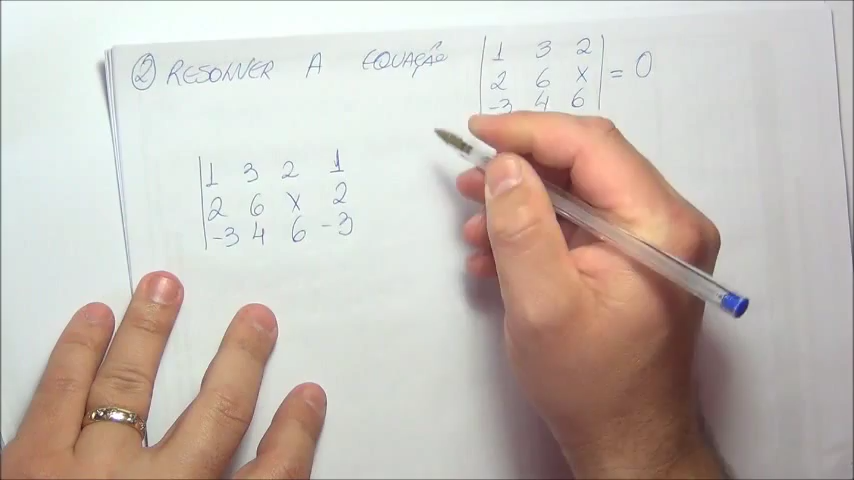 ② RESOLVER A EQUAÇÃO | 1 3 2 | = 0
| 2 6 X |
| -3 4 6 |
| 1 3 2 1
| 2 6 X 2
| -3 4 6 -3